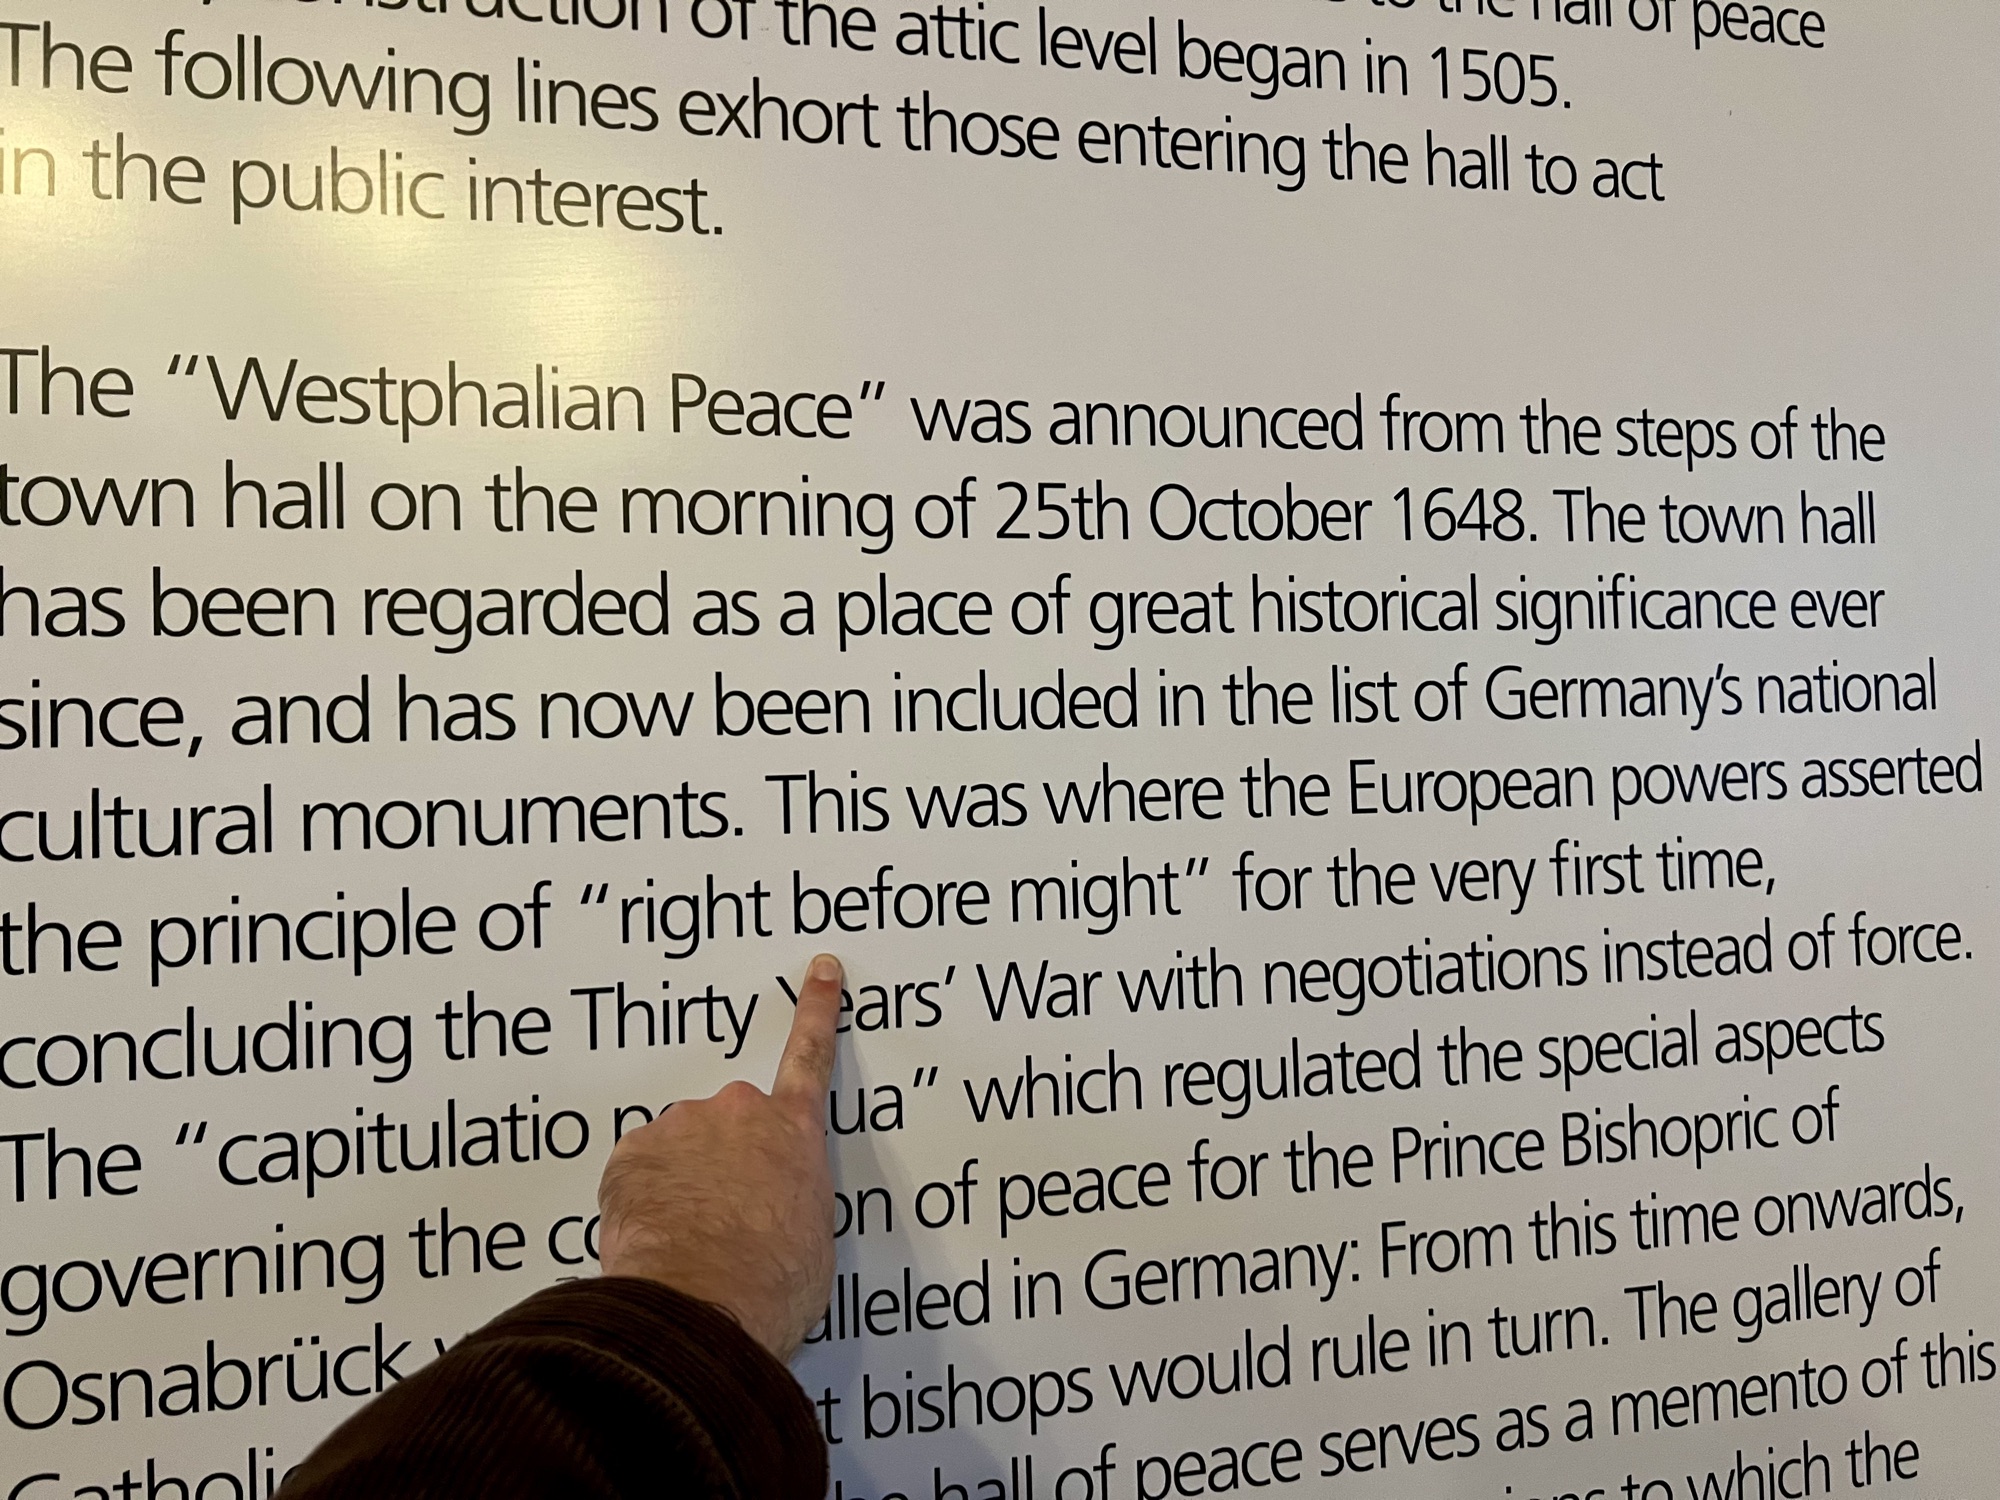 of the attic level began in 1505.
The following lines exhort those entering the hall to act
in the public interest.
The “Westphalian Peace” was announced from the steps of the
town hall on the morning of 25th October 1648. The town hall
has been regarded as a place of great historical significance ever
since, and has now been included in the list of Germany’s national
cultural monuments. This was where the European powers asserted
the principle of “right before might” for the very first time,
concluding the Thirty War with negotiations instead of force.
The “capitulatio which regulated the special aspects
governing the of peace for the Prince Bishopric of
Osnabrück in Germany: From this time onwards,
bishops would rule in turn. The gallery of
hall of peace serves as a memento of this
to which the